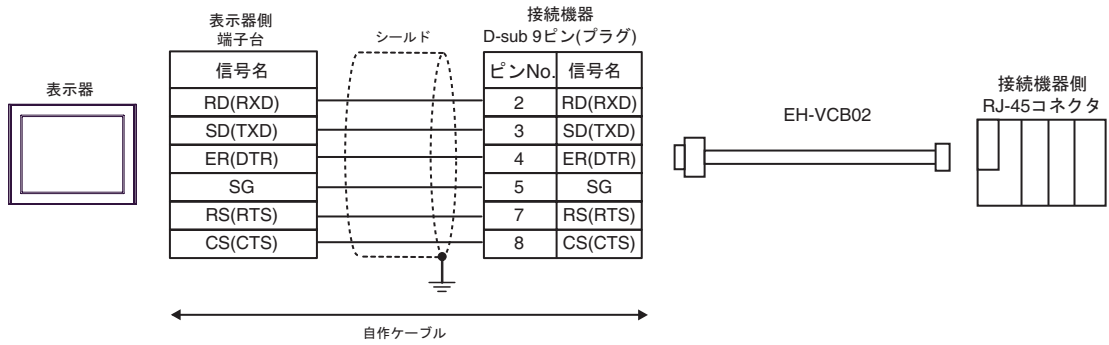 表示器
表示器側
端子台
信号名
RD(RXD)
SD(TXD)
ER(DTR)
SG
RS(RTS)
CS(CTS)
シールド
接続機器
D-sub 9ピン(プラグ)
ピンNo. 信号名
2 RD(RXD)
3 SD(TXD)
4 ER(DTR)
5 SG
7 RS(RTS)
8 CS(CTS)
自作ケーブル
EH-VCB02
接続機器側
RJ-45コネクタ